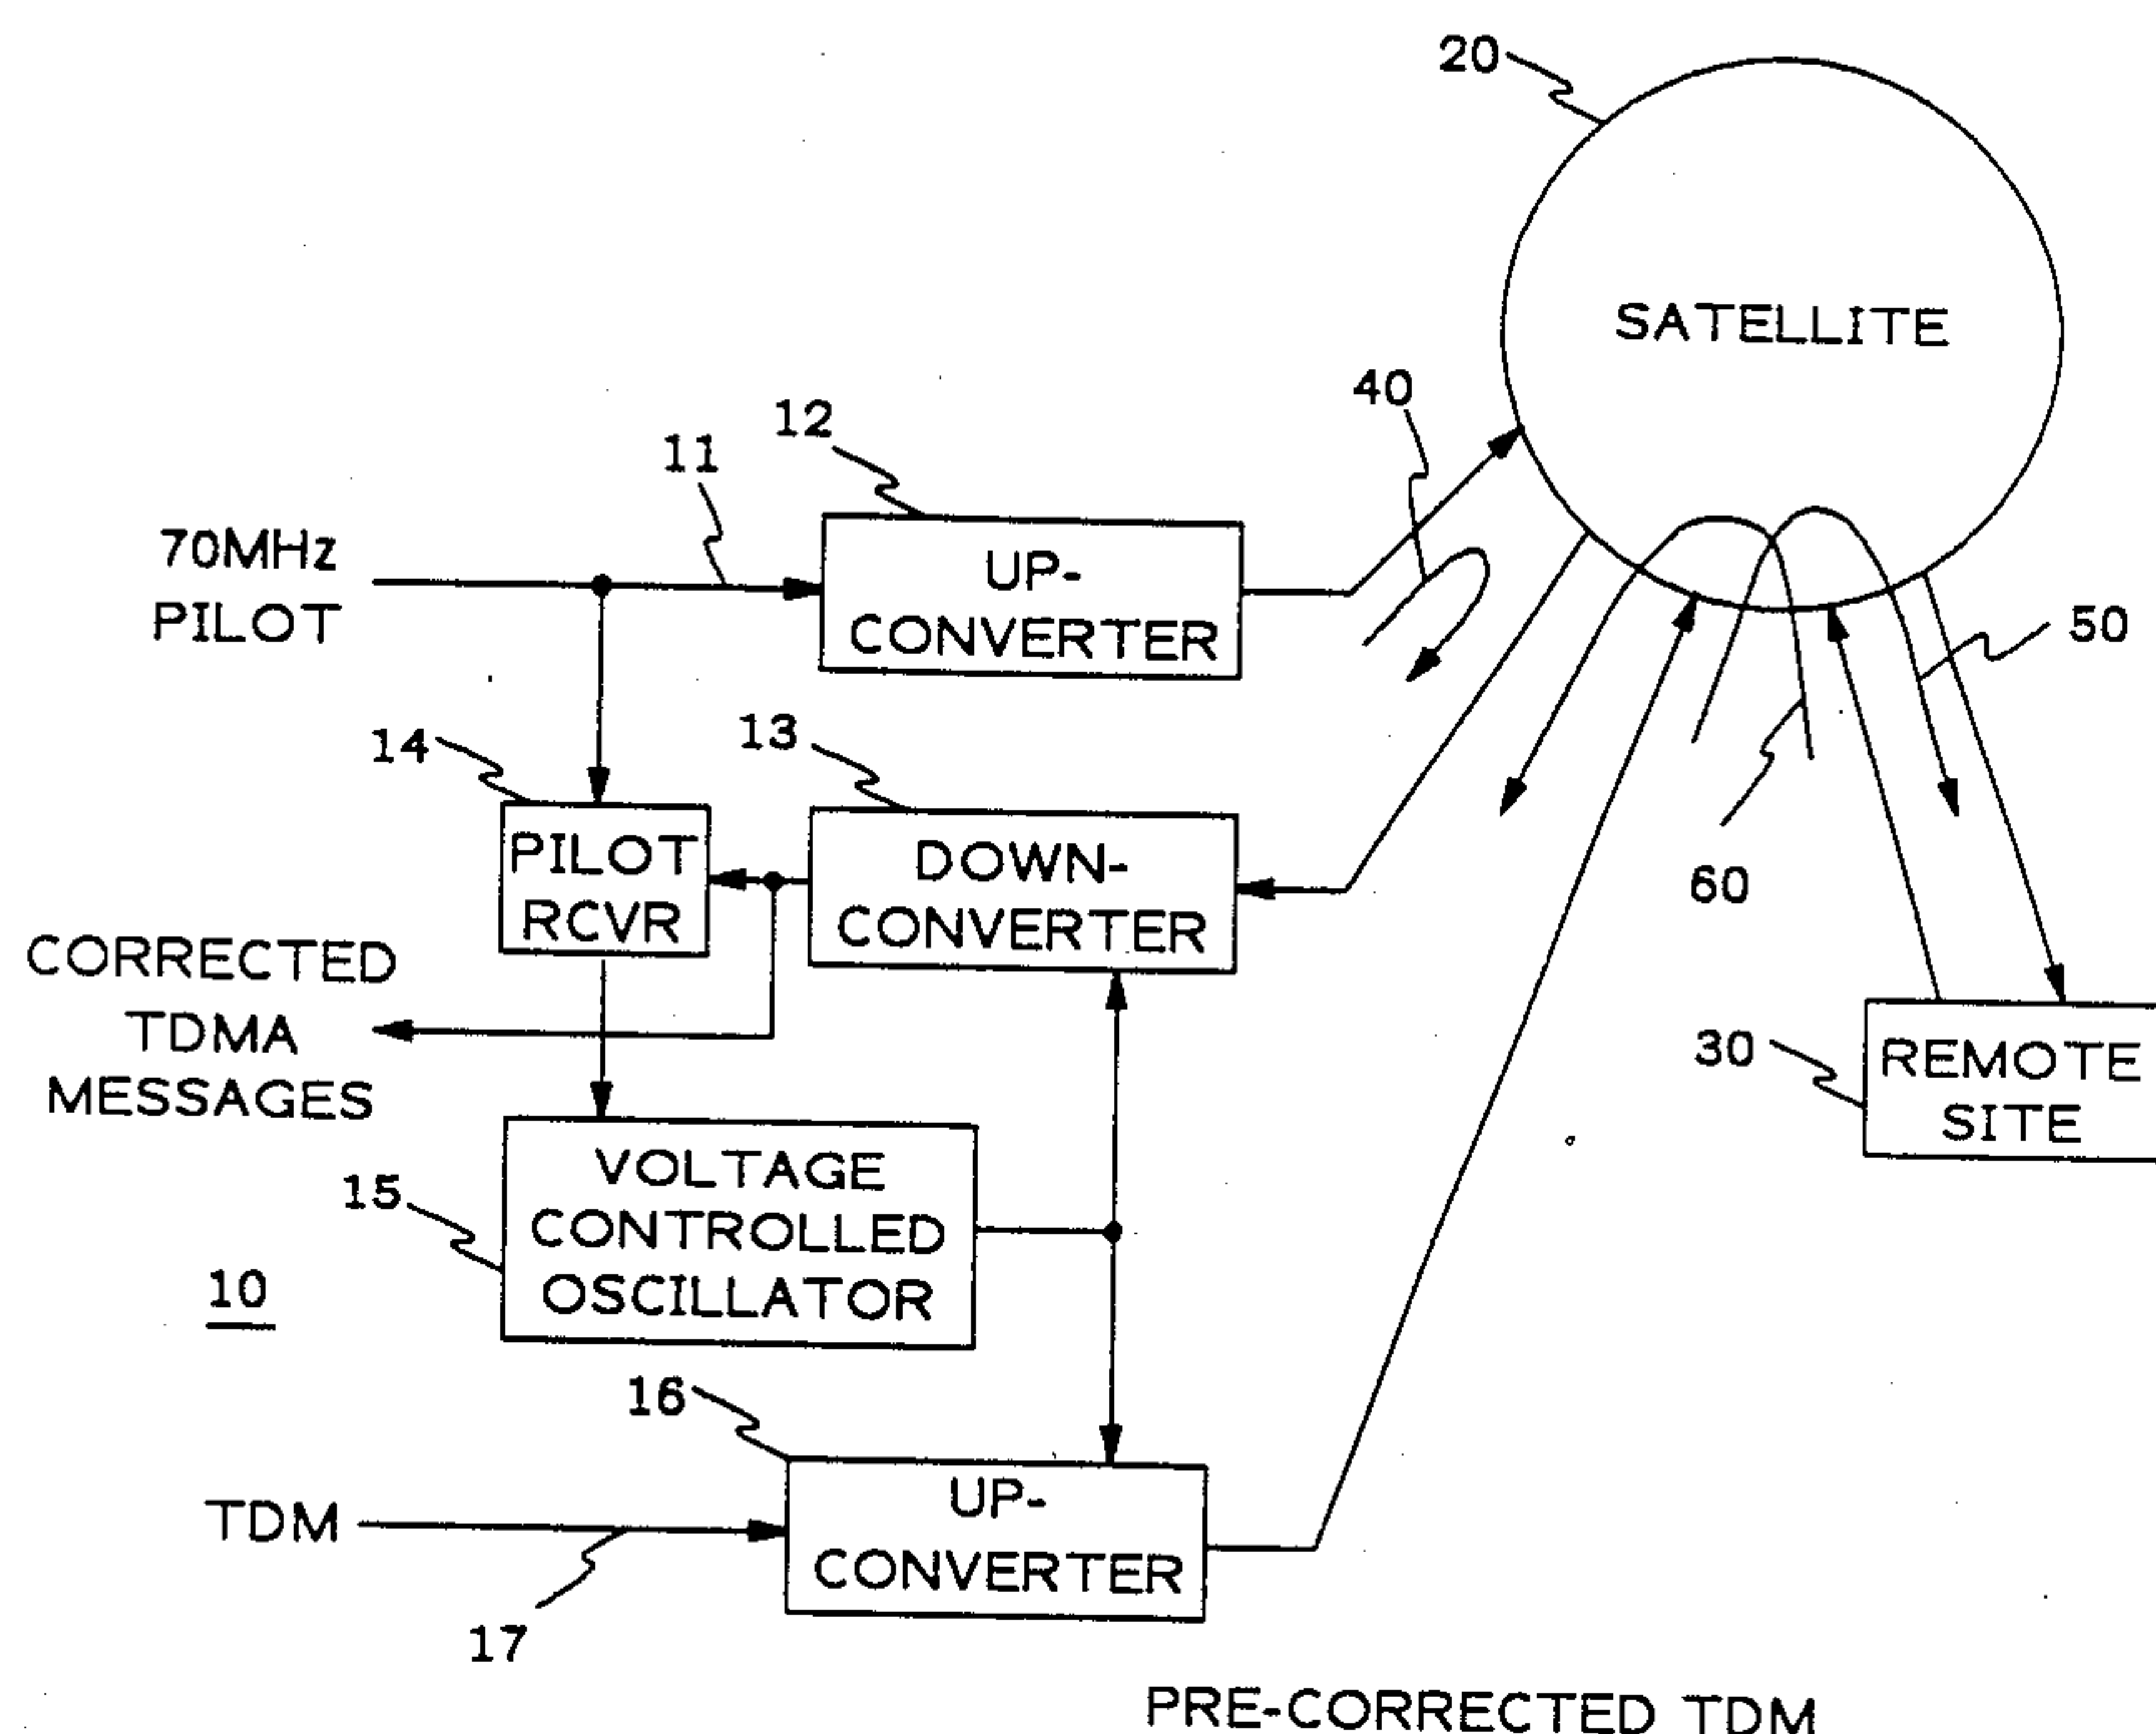 20
SATELLITE
40
12
11
70MHz
PILOT
UP-
CONVERTER
50
14
13
PILOT
RCVR
DOWN-
CONVERTER
60
CORRECTED
TDMA
MESSAGES
30
REMOTE
SITE
15
VOLTAGE
CONTROLLED
OSCILLATOR
10
16
TDM
UP-
CONVERTER
17
PRE-CORRECTED TDM